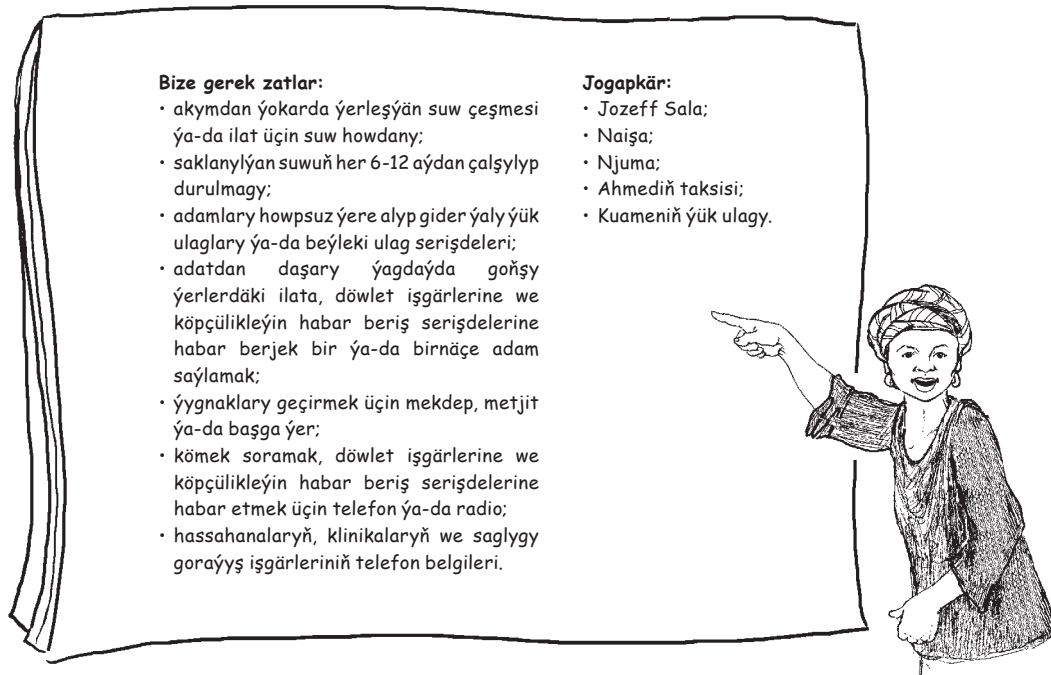 Bize gerek zatlar:
• akymdan ýokarda ýerleşýän suw çeşmesi
ýa-da ilat üçin suw howdany;
• saklanylýan suwuň her 6-12 aýdan çalşylyp
durulmagy;
• adamlary howpsuz ýere alyp gider ýaly ýük
ulaglary ýa-da beýleki ulag serişdeleri;
• adatdan daşary ýagdaýda goňşy
ýerlerdäki ilata, döwlet işgärlerine we
köpçülikleýin habar beriş serişdelerine
habar berjek bir ýa-da birnäçe adam
saýlamak;
• ýygnaklary geçirmek üçin mekdep, metjit
ýa-da başga ýer;
• kömek soramak, döwlet işgärlerine we
köpçülikleýin habar beriş serişdelerine
habar etmek üçin telefon ýa-da radio;
• hassahanalaryň, klinikalaryň we saglygy
goraýyş işgärleriniň telefon belgileri.
Jogapkär:
• Jozeff Sala;
• Naişa;
• Njuma;
• Ahmediň taksisi;
• Kuameniň ýük ulagy.